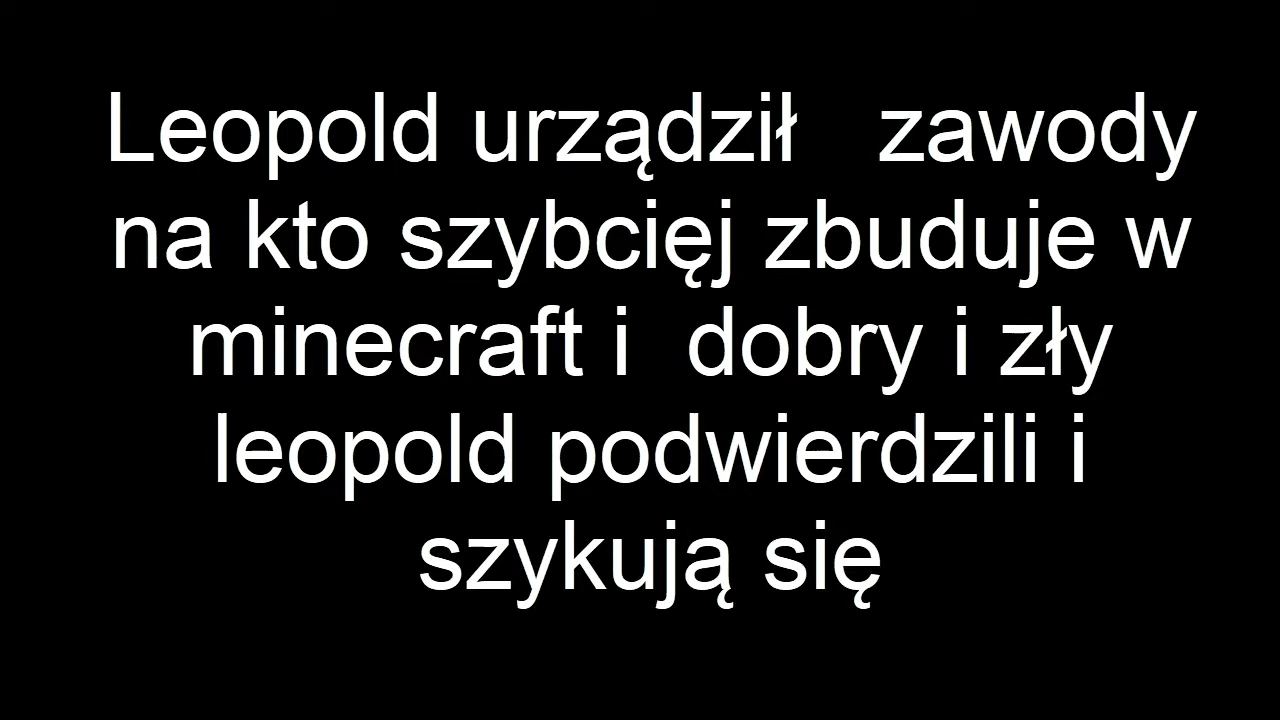 Leopold urządził   zawody
na kto szybcięj zbuduje w
minecraft i  dobry i zły
leopold podwierdzili i
szykują się